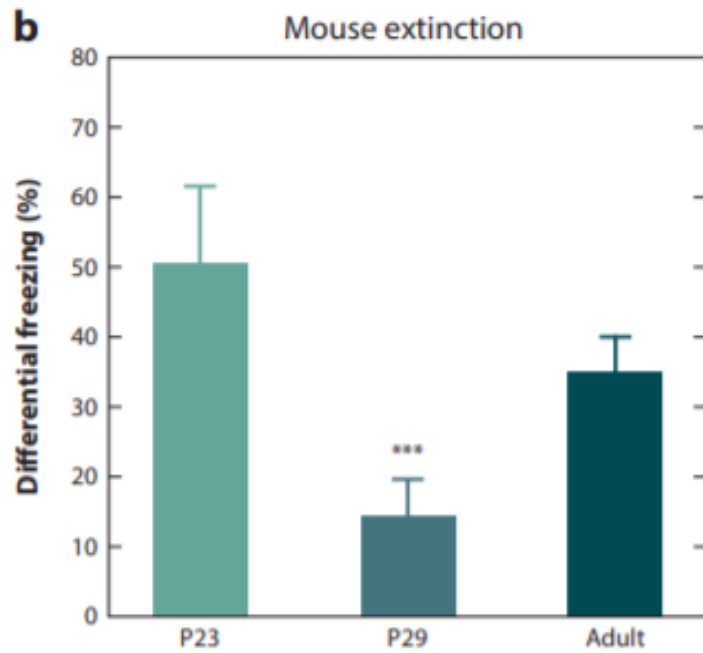 b
Mouse extinction
Differential freezing (%)
80
70
60
50
40
30
20
10
0
***
P23
P29
Adult